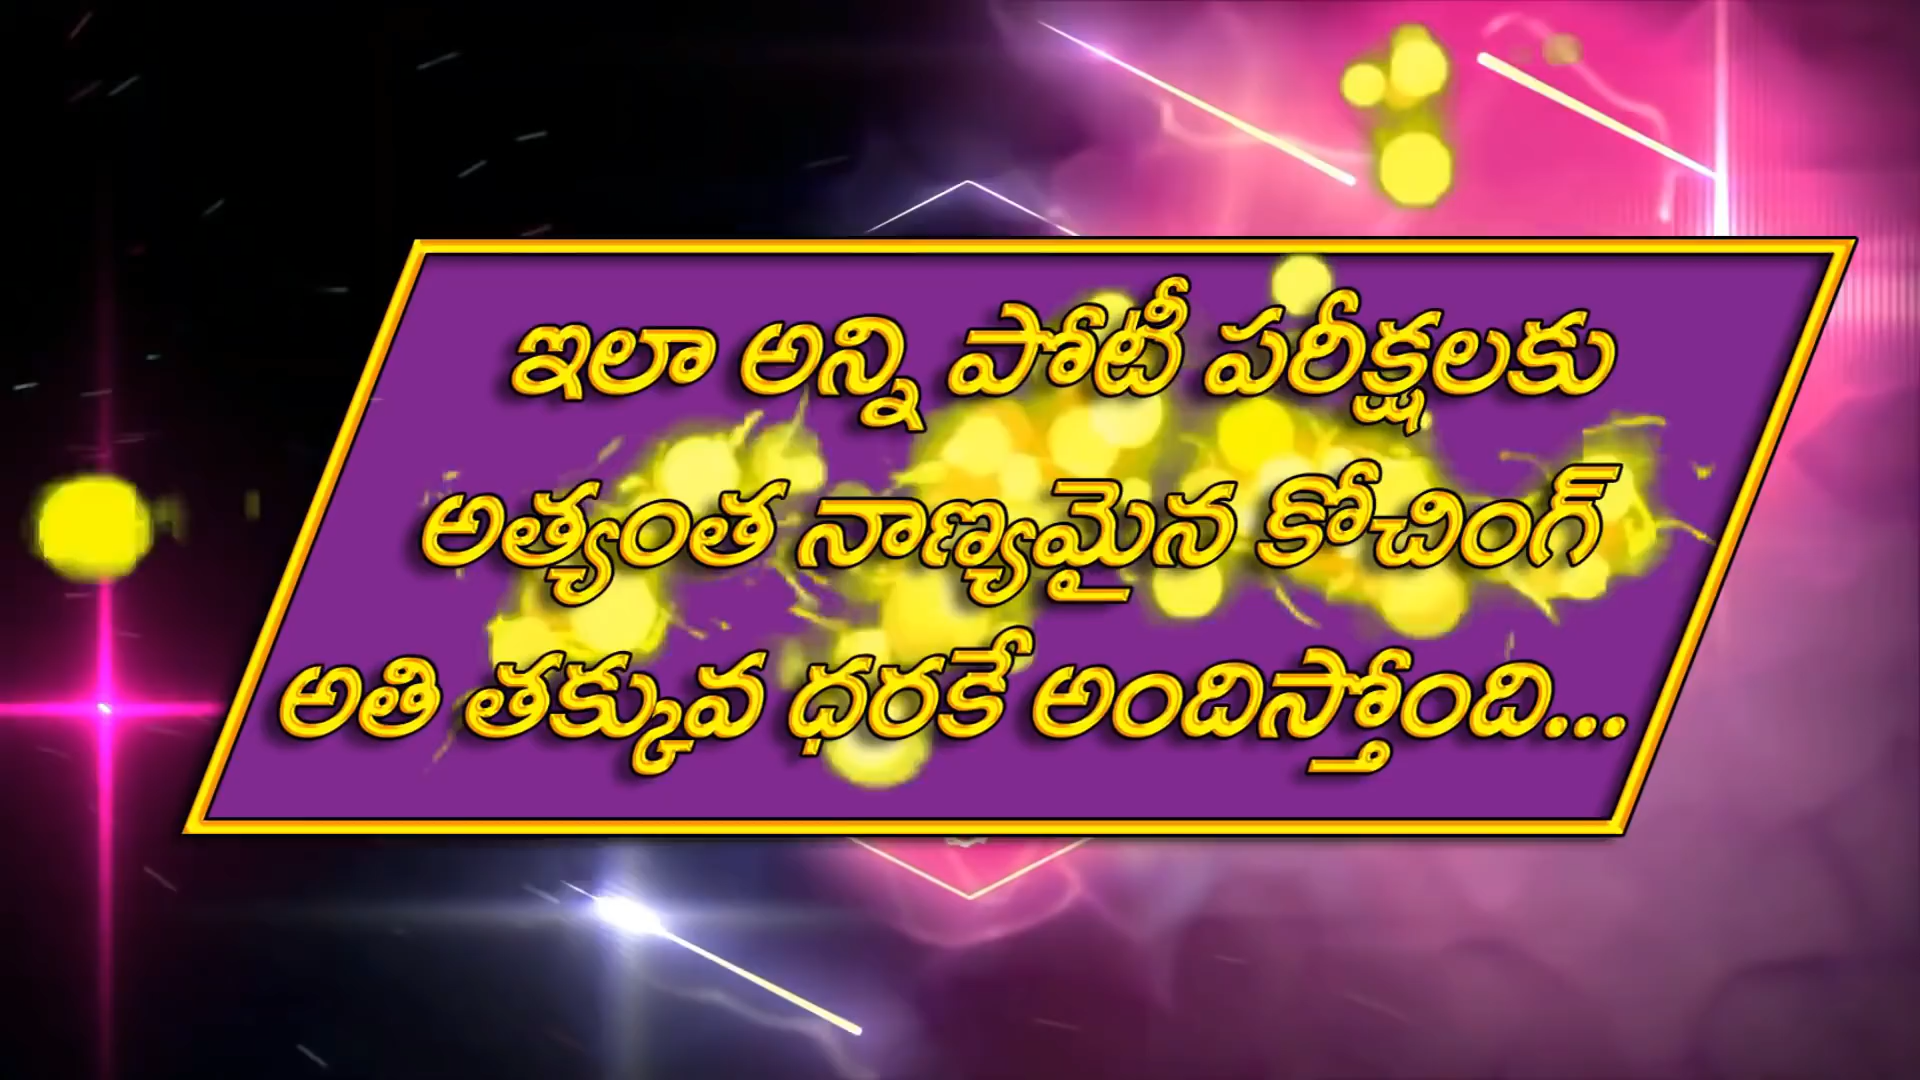 ఇలా అన్ని పోటీ పరీక్షలకు
అత్యంత నాణ్యమైన కోచింగ్
అతి తక్కువ ధరకే అందిస్తోంది...